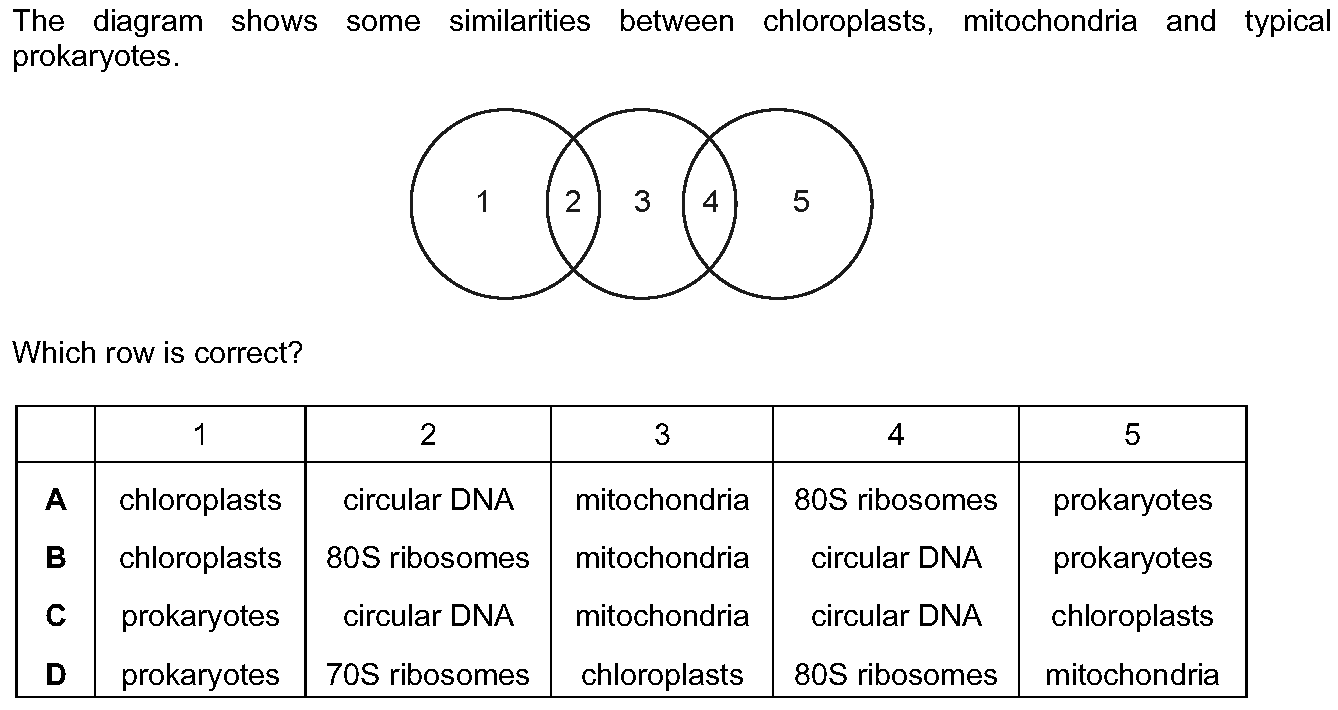 The diagram shows some similarities between chloroplasts, mitochondria and typical
prokaryotes.
1 2 3 4 5
Which row is correct?
1 2 3 4 5
A chloroplasts circular DNA mitochondria 80S ribosomes prokaryotes
B chloroplasts 80S ribosomes mitochondria circular DNA prokaryotes
C prokaryotes circular DNA mitochondria circular DNA chloroplasts
D prokaryotes 70S ribosomes chloroplasts 80S ribosomes mitochondria